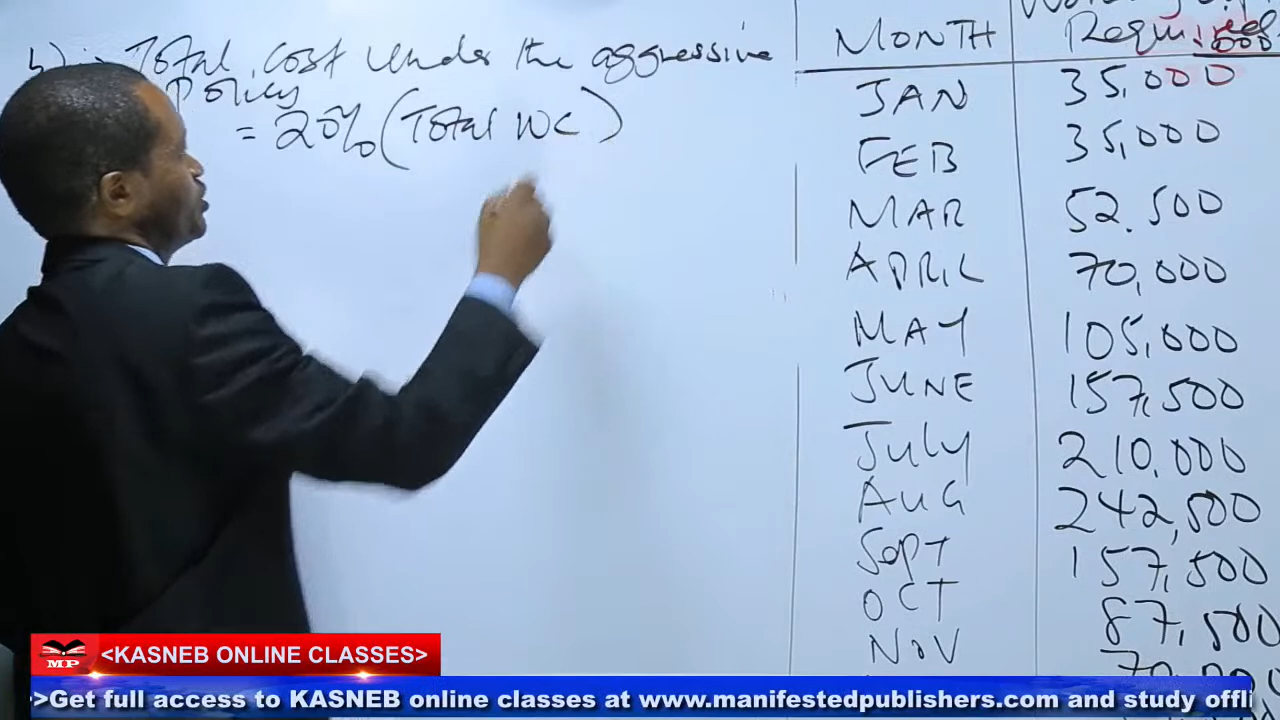 b) i) Total cost under the aggressive
Policy
= 20% (Total WC)
MONTH Required
000
JAN 35,000
FEB 35,000
MAR 52.500
APRIL 70,000
MAY 105,000
JUNE 157,500
July 210,000
AUG 242,500
Sept 157,500
OCT 87,500
NOV
MP
<KASNEB ONLINE CLASSES>
>>Get full access to KASNEB online classes at www.manifestedpublishers.com and study offli